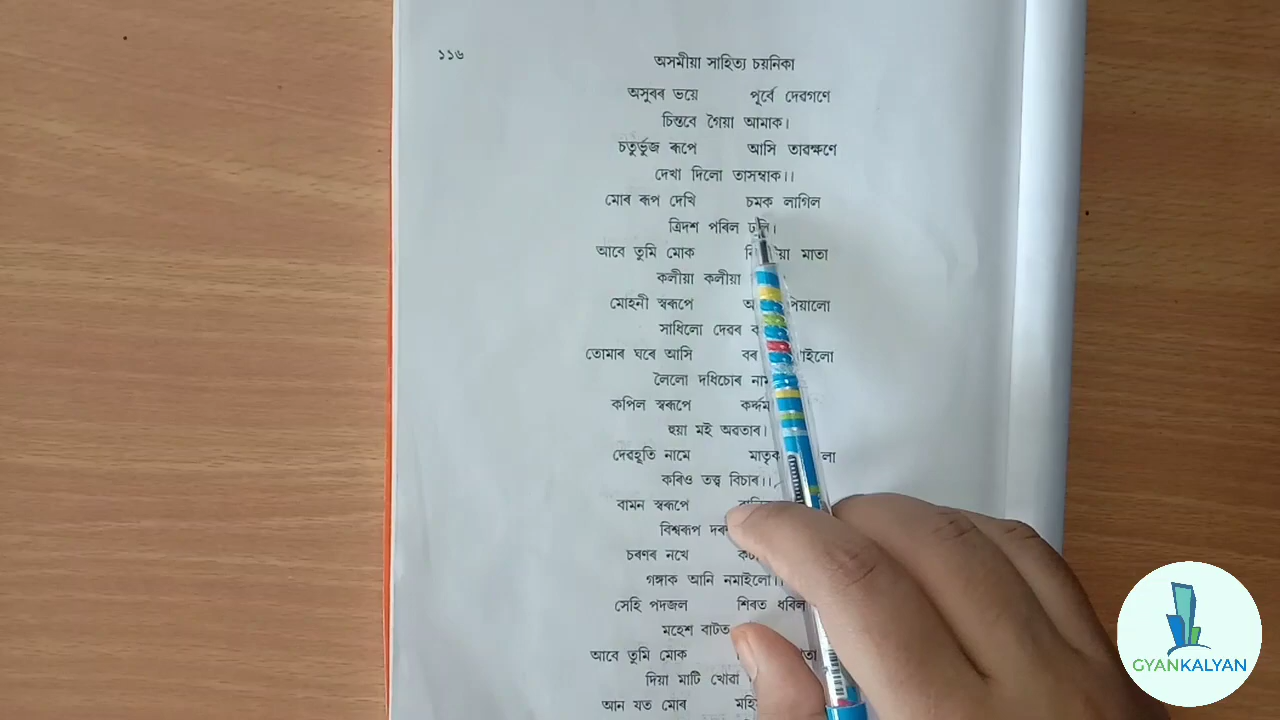 ১১৬ অসমীয়া সাহিত্য চয়নিকা
অসুৰৰ ভয়ে পূৰ্বে দেৱগণে
চিন্তবে গৈয়া আমাক।
চতুৰ্ভুজ ৰূপে আসি তাৱক্ষণে
দেখা দিলো তাসম্বাক।।
মোৰ ৰূপ দেখি চমক লাগিল
ত্ৰিদশ পৰিল
আবে তুমি মোক মাতা
কলীয়া কলীয়া
মোহনী স্বৰূপে
সাধিলো দেৱৰ
তোমাৰ ঘৰে আসি বৰ
লৈলো দধিচোৰ
কপিল স্বৰূপে
হুয়া মই অৱতাৰ।
দেৱহূতি নামে
কৰিও তত্ত্ব বিচাৰ।।
বামন স্বৰূপে
বিশ্বৰূপ
চৰণৰ নখে
গঙ্গাক আনি নমাইলো।।
সেহি পদজল শিৰত ধৰিল
মহেশ
আবে তুমি মোক
দিয়া মাটি খোৱা
আন যত মোৰ
GYANKALYAN